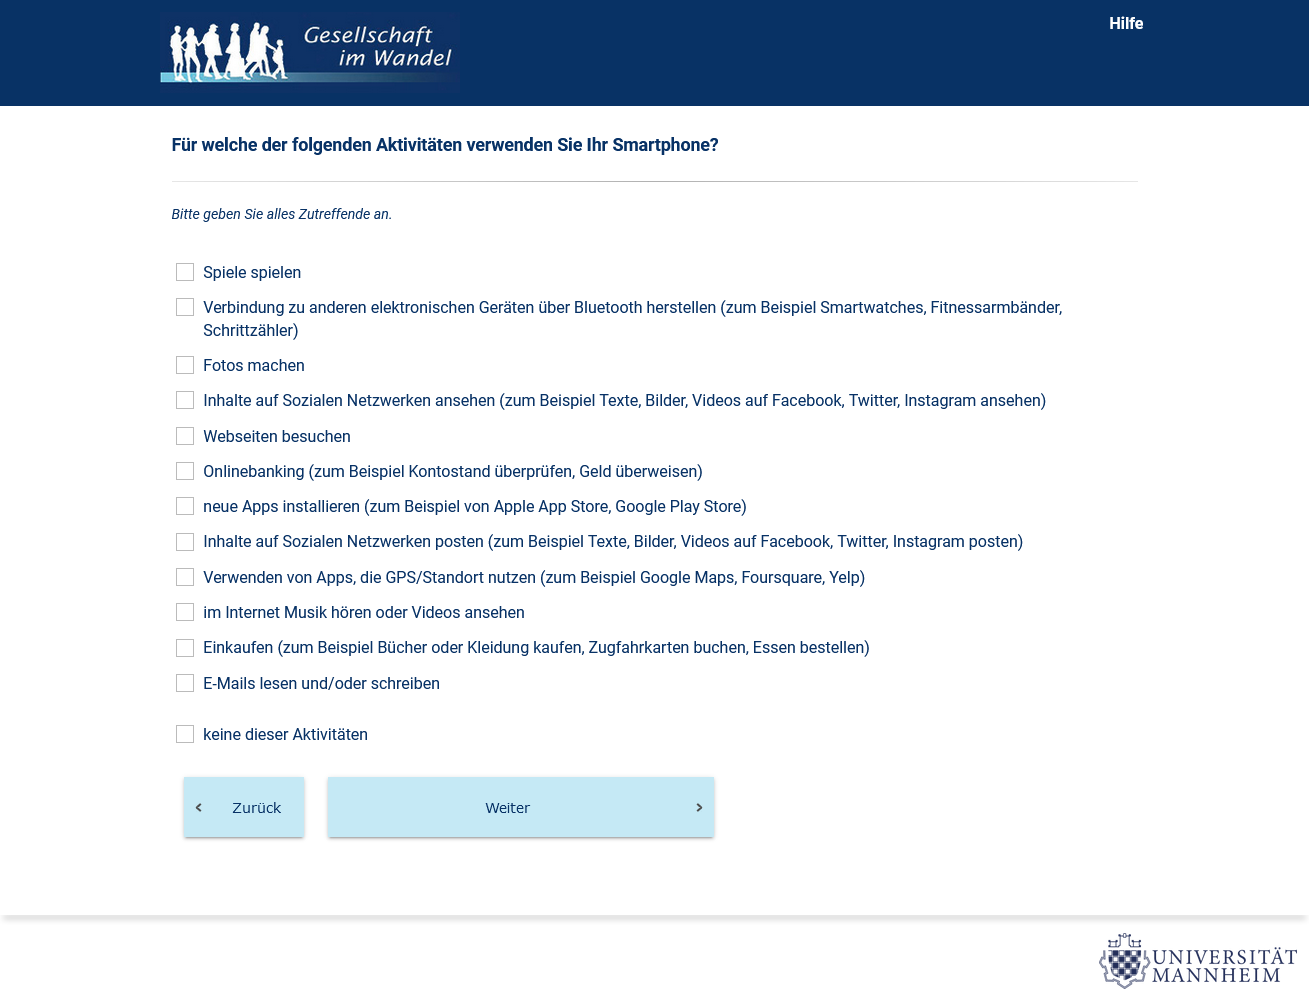 Gesellschaft
im Wandel
Hilfe
Für welche der folgenden Aktivitäten verwenden Sie Ihr Smartphone?
Bitte geben Sie alles Zutreffende an.
Spiele spielen
Verbindung zu anderen elektronischen Geräten über Bluetooth herstellen (zum Beispiel Smartwatches, Fitnessarmbänder,
Schrittzähler)
Fotos machen
Inhalte auf Sozialen Netzwerken ansehen (zum Beispiel Texte, Bilder, Videos auf Facebook, Twitter, Instagram ansehen)
Webseiten besuchen
Onlinebanking (zum Beispiel Kontostand überprüfen, Geld überweisen)
neue Apps installieren (zum Beispiel von Apple App Store, Google Play Store)
Inhalte auf Sozialen Netzwerken posten (zum Beispiel Texte, Bilder, Videos auf Facebook, Twitter, Instagram posten)
Verwenden von Apps, die GPS/Standort nutzen (zum Beispiel Google Maps, Foursquare, Yelp)
im Internet Musik hören oder Videos ansehen
Einkaufen (zum Beispiel Bücher oder Kleidung kaufen, Zugfahrkarten buchen, Essen bestellen)
E-Mails lesen und/oder schreiben
keine dieser Aktivitäten
Zurück
Weiter
UNIVERSITÄT
MANNHEIM